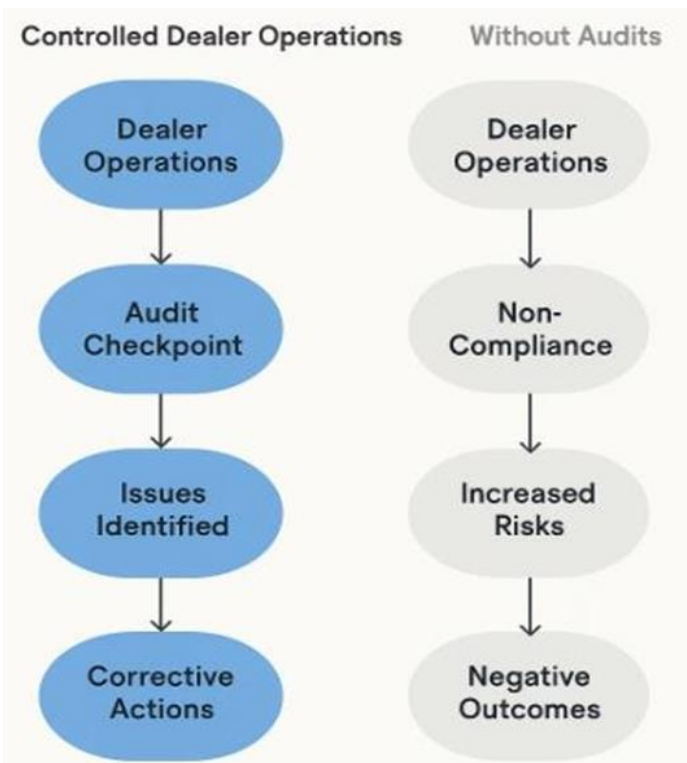 Controlled Dealer Operations
Without Audits
Dealer
Operations
Audit
Checkpoint
Issues
Identified
Corrective
Actions
Dealer
Operations
Non-
Compliance
Increased
Risks
Negative
Outcomes